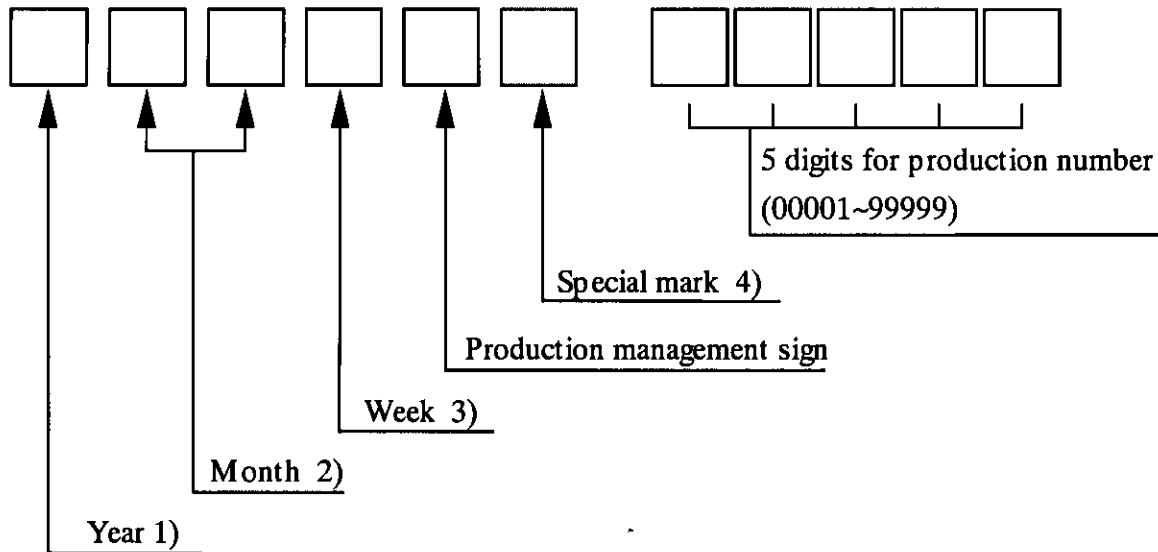 5 digits for production number
(00001~99999)
Special mark 4)
Production management sign
Week 3)
Month 2)
Year 1)